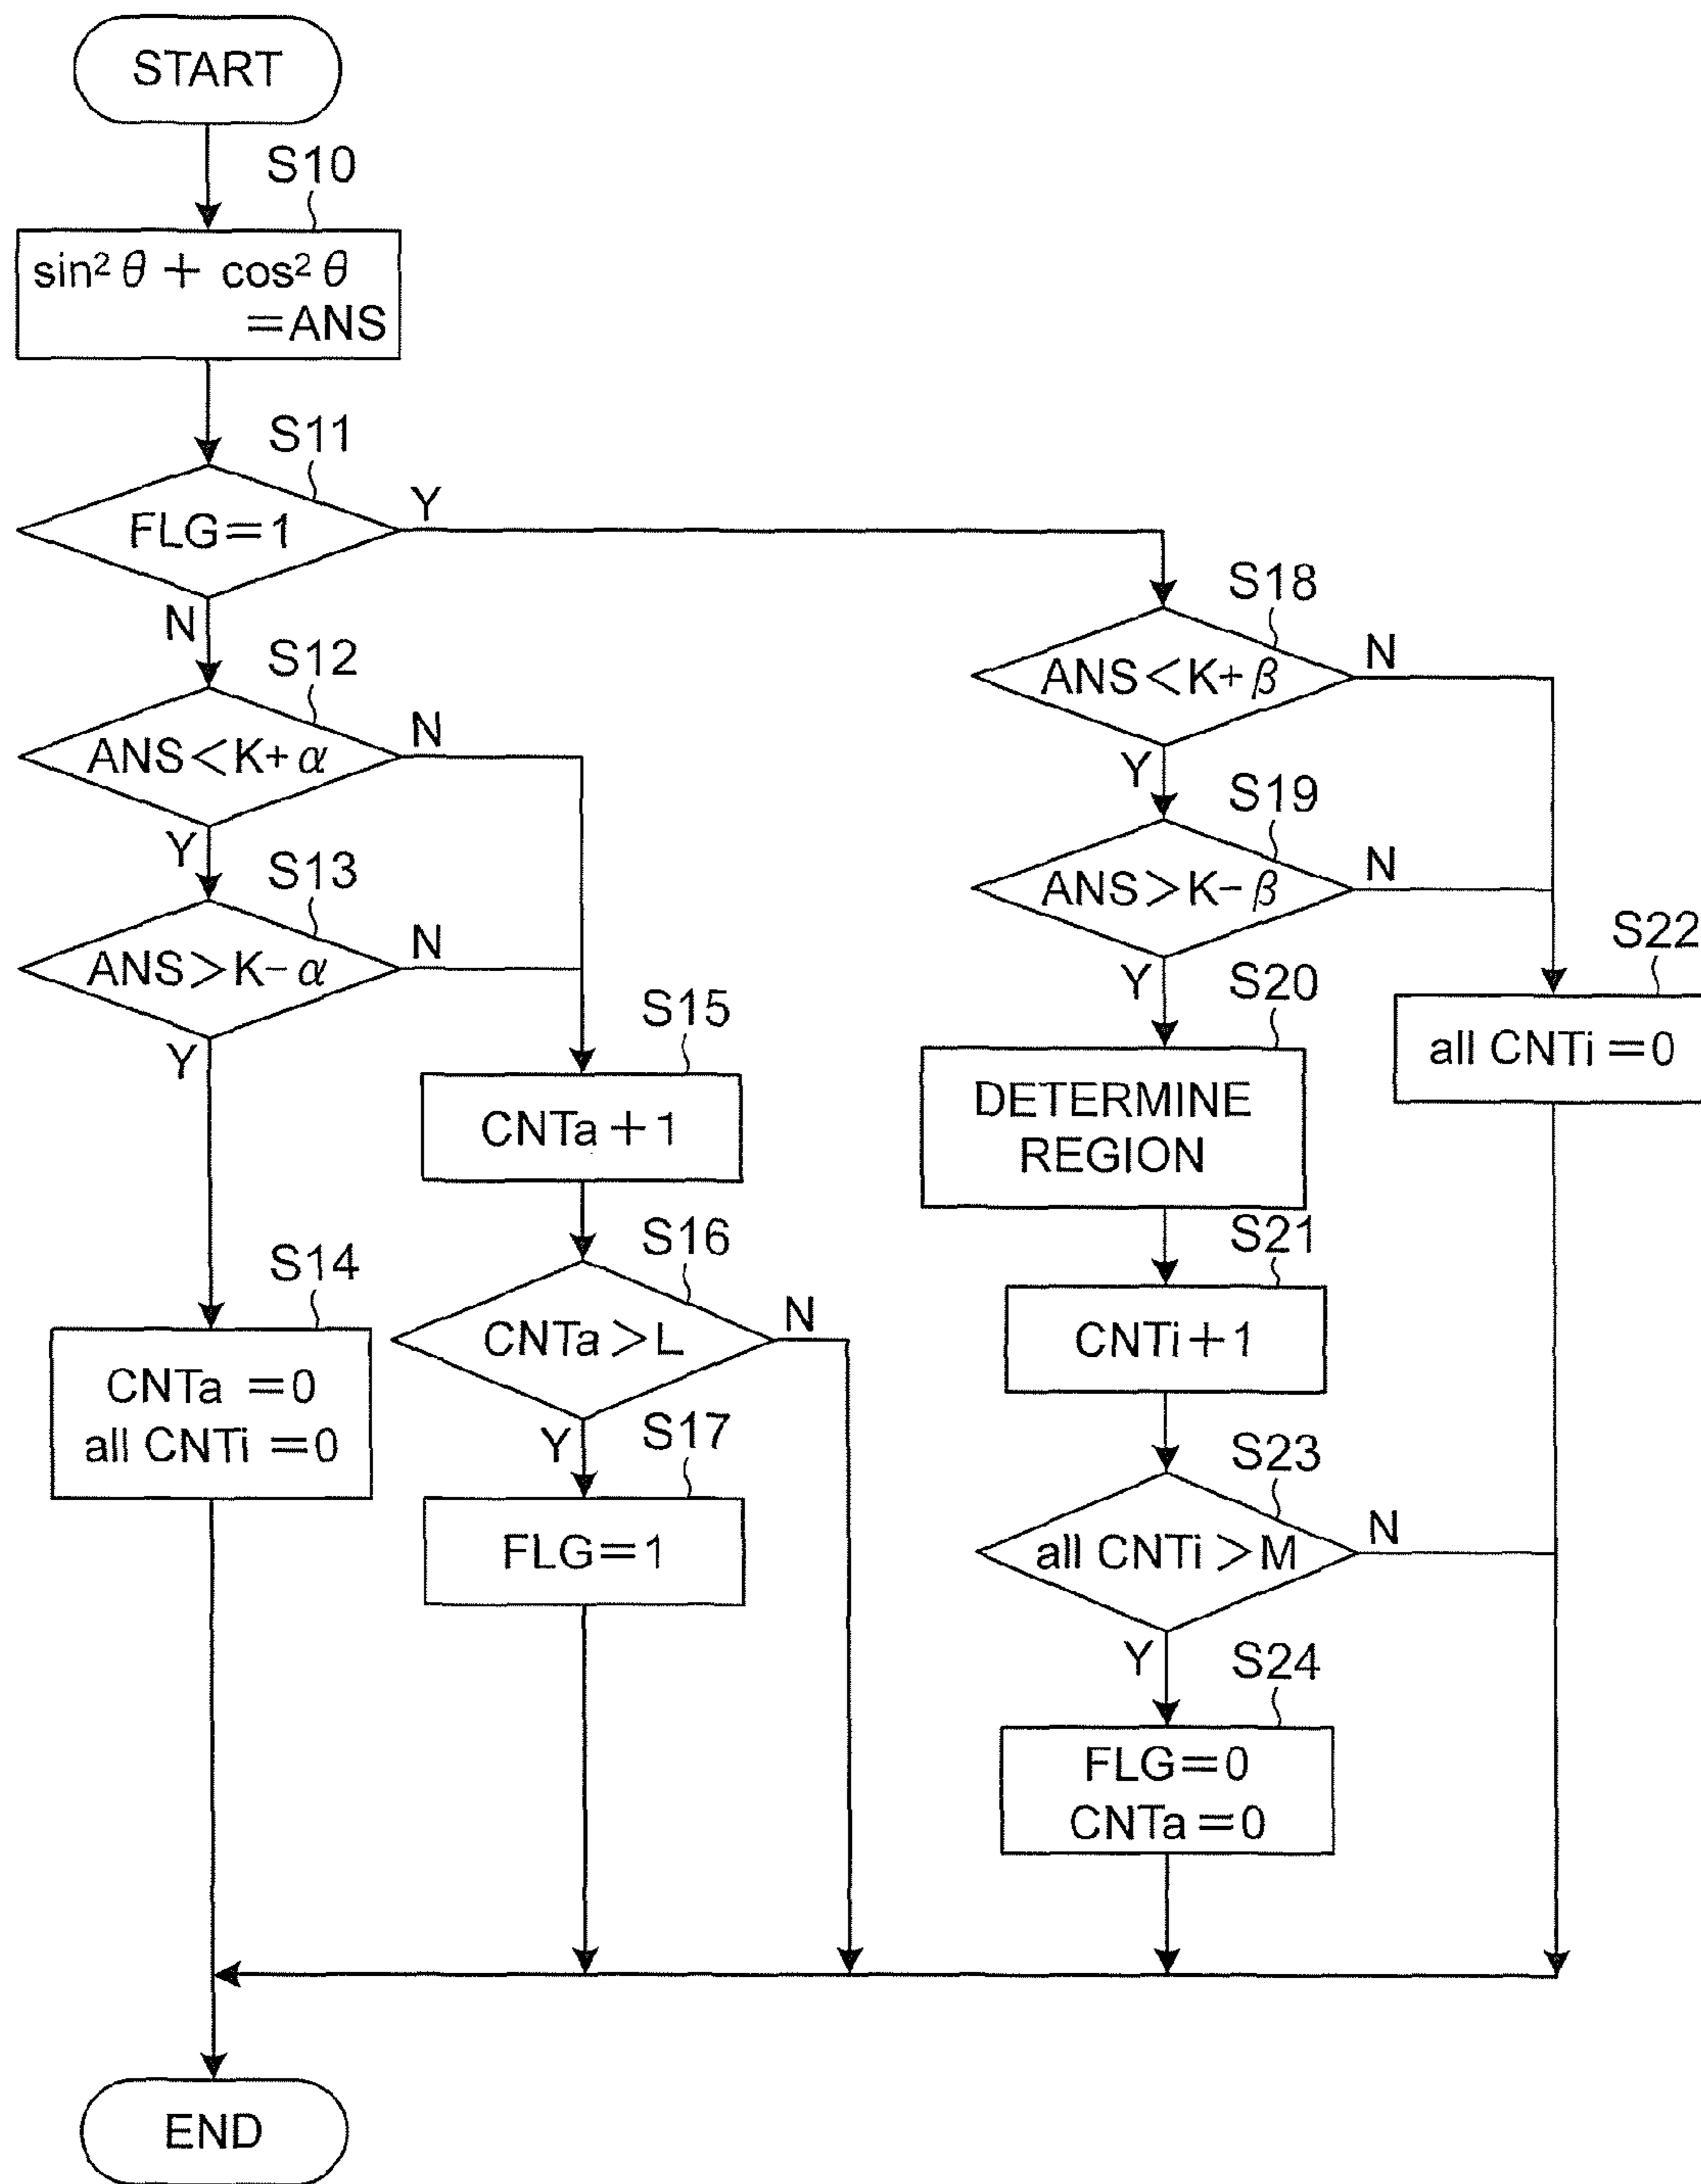 START
S10
sin² θ + cos² θ
=ANS
S11
FLG=1
Y
N
S12
ANS<K+α
N
Y
S13
ANS>K-α
N
Y
S14
CNTa =0
all CNTi =0
S15
CNTa+1
S16
CNTa>L
N
Y
S17
FLG=1
S18
ANS<K+β
N
Y
S19
ANS>K-β
N
Y
S20
DETERMINE
REGION
S21
CNTi+1
S22
all CNTi =0
S23
all CNTi >M
N
Y
S24
FLG=0
CNTa=0
END